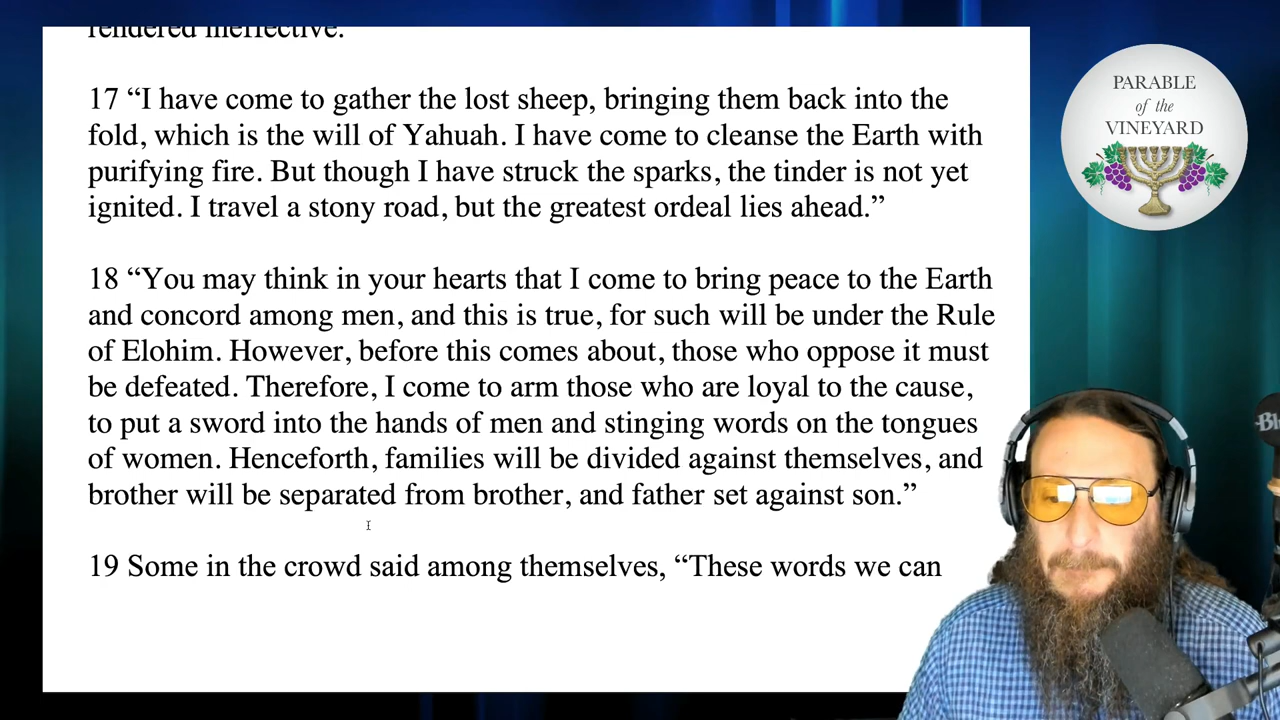 rendered ineffective.
17 “I have come to gather the lost sheep, bringing them back into the
fold, which is the will of Yahuah. I have come to cleanse the Earth with
purifying fire. But though I have struck the sparks, the tinder is not yet
ignited. I travel a stony road, but the greatest ordeal lies ahead.”
18 “You may think in your hearts that I come to bring peace to the Earth
and concord among men, and this is true, for such will be under the Rule
of Elohim. However, before this comes about, those who oppose it must
be defeated. Therefore, I come to arm those who are loyal to the cause,
to put a sword into the hands of men and stinging words on the tongues
of women. Henceforth, families will be divided against themselves, and
brother will be separated from brother, and father set against son.”
19 Some in the crowd said among themselves, “These words we can
PARABLE
of the
VINEYARD